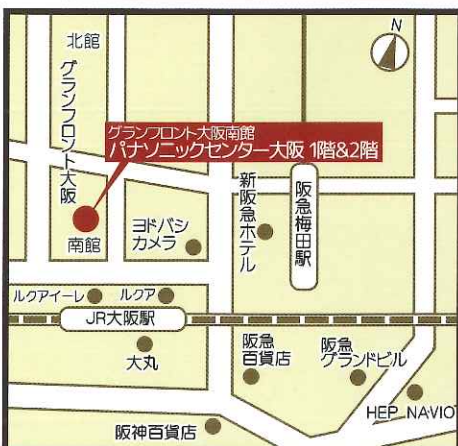 N
北館
グランフロント大阪
南館
グランフロント大阪南館
パナソニックセンター大阪 1階&2階
ヨドバシ
カメラ
新阪急ホテル
阪急梅田駅
ルクアイーレ
ルクア
JR大阪駅
大丸
阪急
百貨店
阪急
グランドビル
HEP NAVIO
阪神百貨店